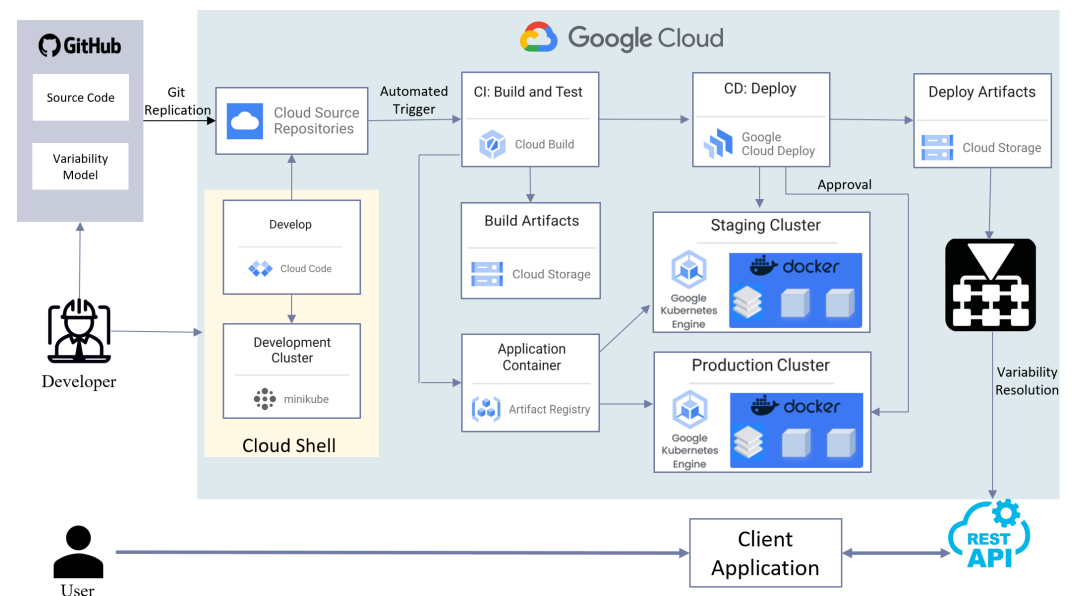 GitHub
Source Code
Variability
Model
Developer
Git
Replication
Google Cloud
Cloud Source
Repositories
Automated
Trigger
Develop
Cloud Code
Development
Cluster
minikube
Cloud Shell
CI: Build and Test
Cloud Build
Build Artifacts
Cloud Storage
Application
Container
Artifact Registry
CD: Deploy
Google
Cloud Deploy
Approval
Staging Cluster
Google
Kubernetes
Engine
docker
Production Cluster
Google
Kubernetes
Engine
docker
Deploy Artifacts
Cloud Storage
Variability
Resolution
User
Client
Application
REST
API